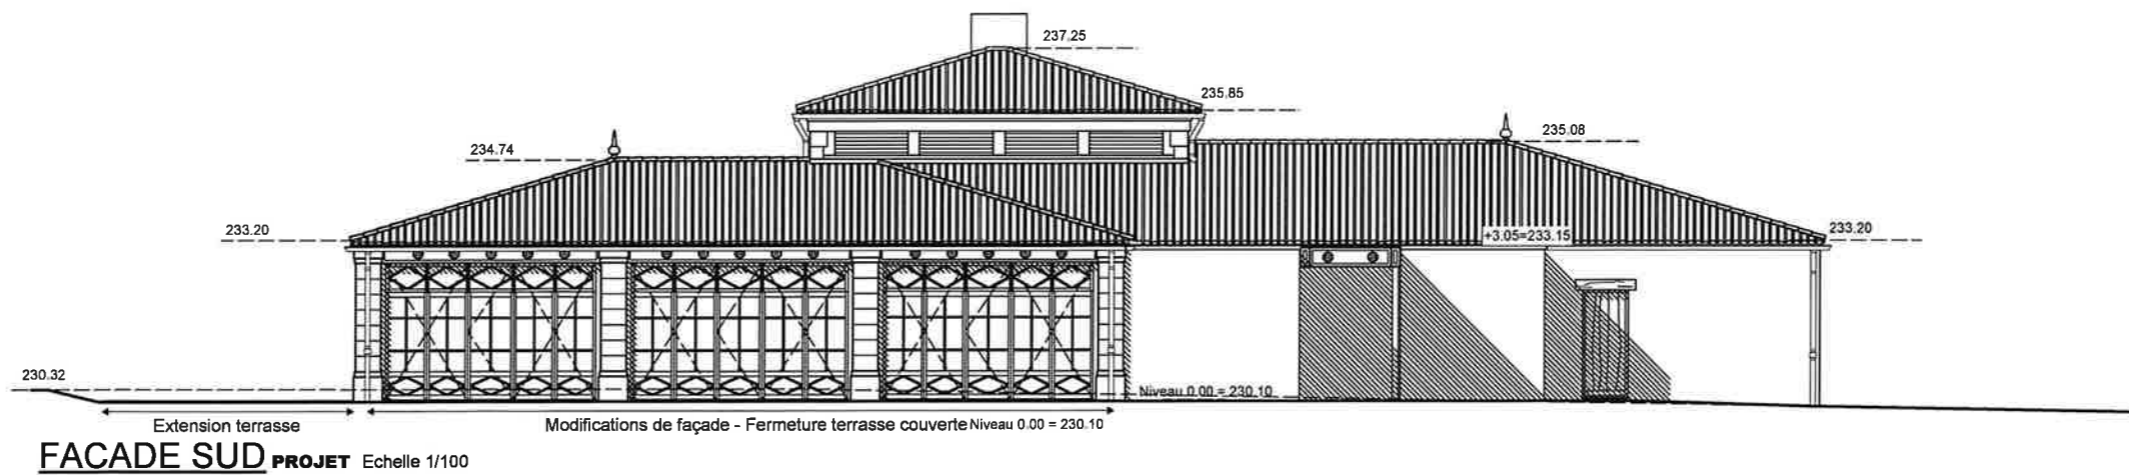 237.25
235.85
235.08
234.74
233.20
+3.05=233.15
233.20
230.32
Niveau 0.00 = 230.10
Extension terrasse
Modifications de façade - Fermeture terrasse couverte Niveau 0.00 = 230.10
FACADE SUD PROJET Echelle 1/100